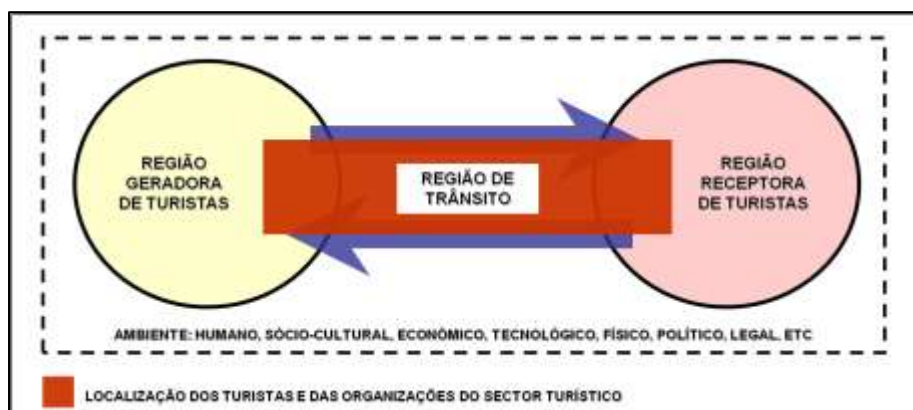 REGIÃO
GERADORA
DE TURISTAS
REGIÃO DE
TRÂNSITO
REGIÃO
RECEPTORA
DE TURISTAS
AMBIENTE: HUMANO, SÓCIO-CULTURAL, ECONÓMICO, TECNOLÓGICO, FÍSICO, POLÍTICO, LEGAL, ETC
LOCALIZAÇÃO DOS TURISTAS E DAS ORGANIZAÇÕES DO SECTOR TURÍSTICO